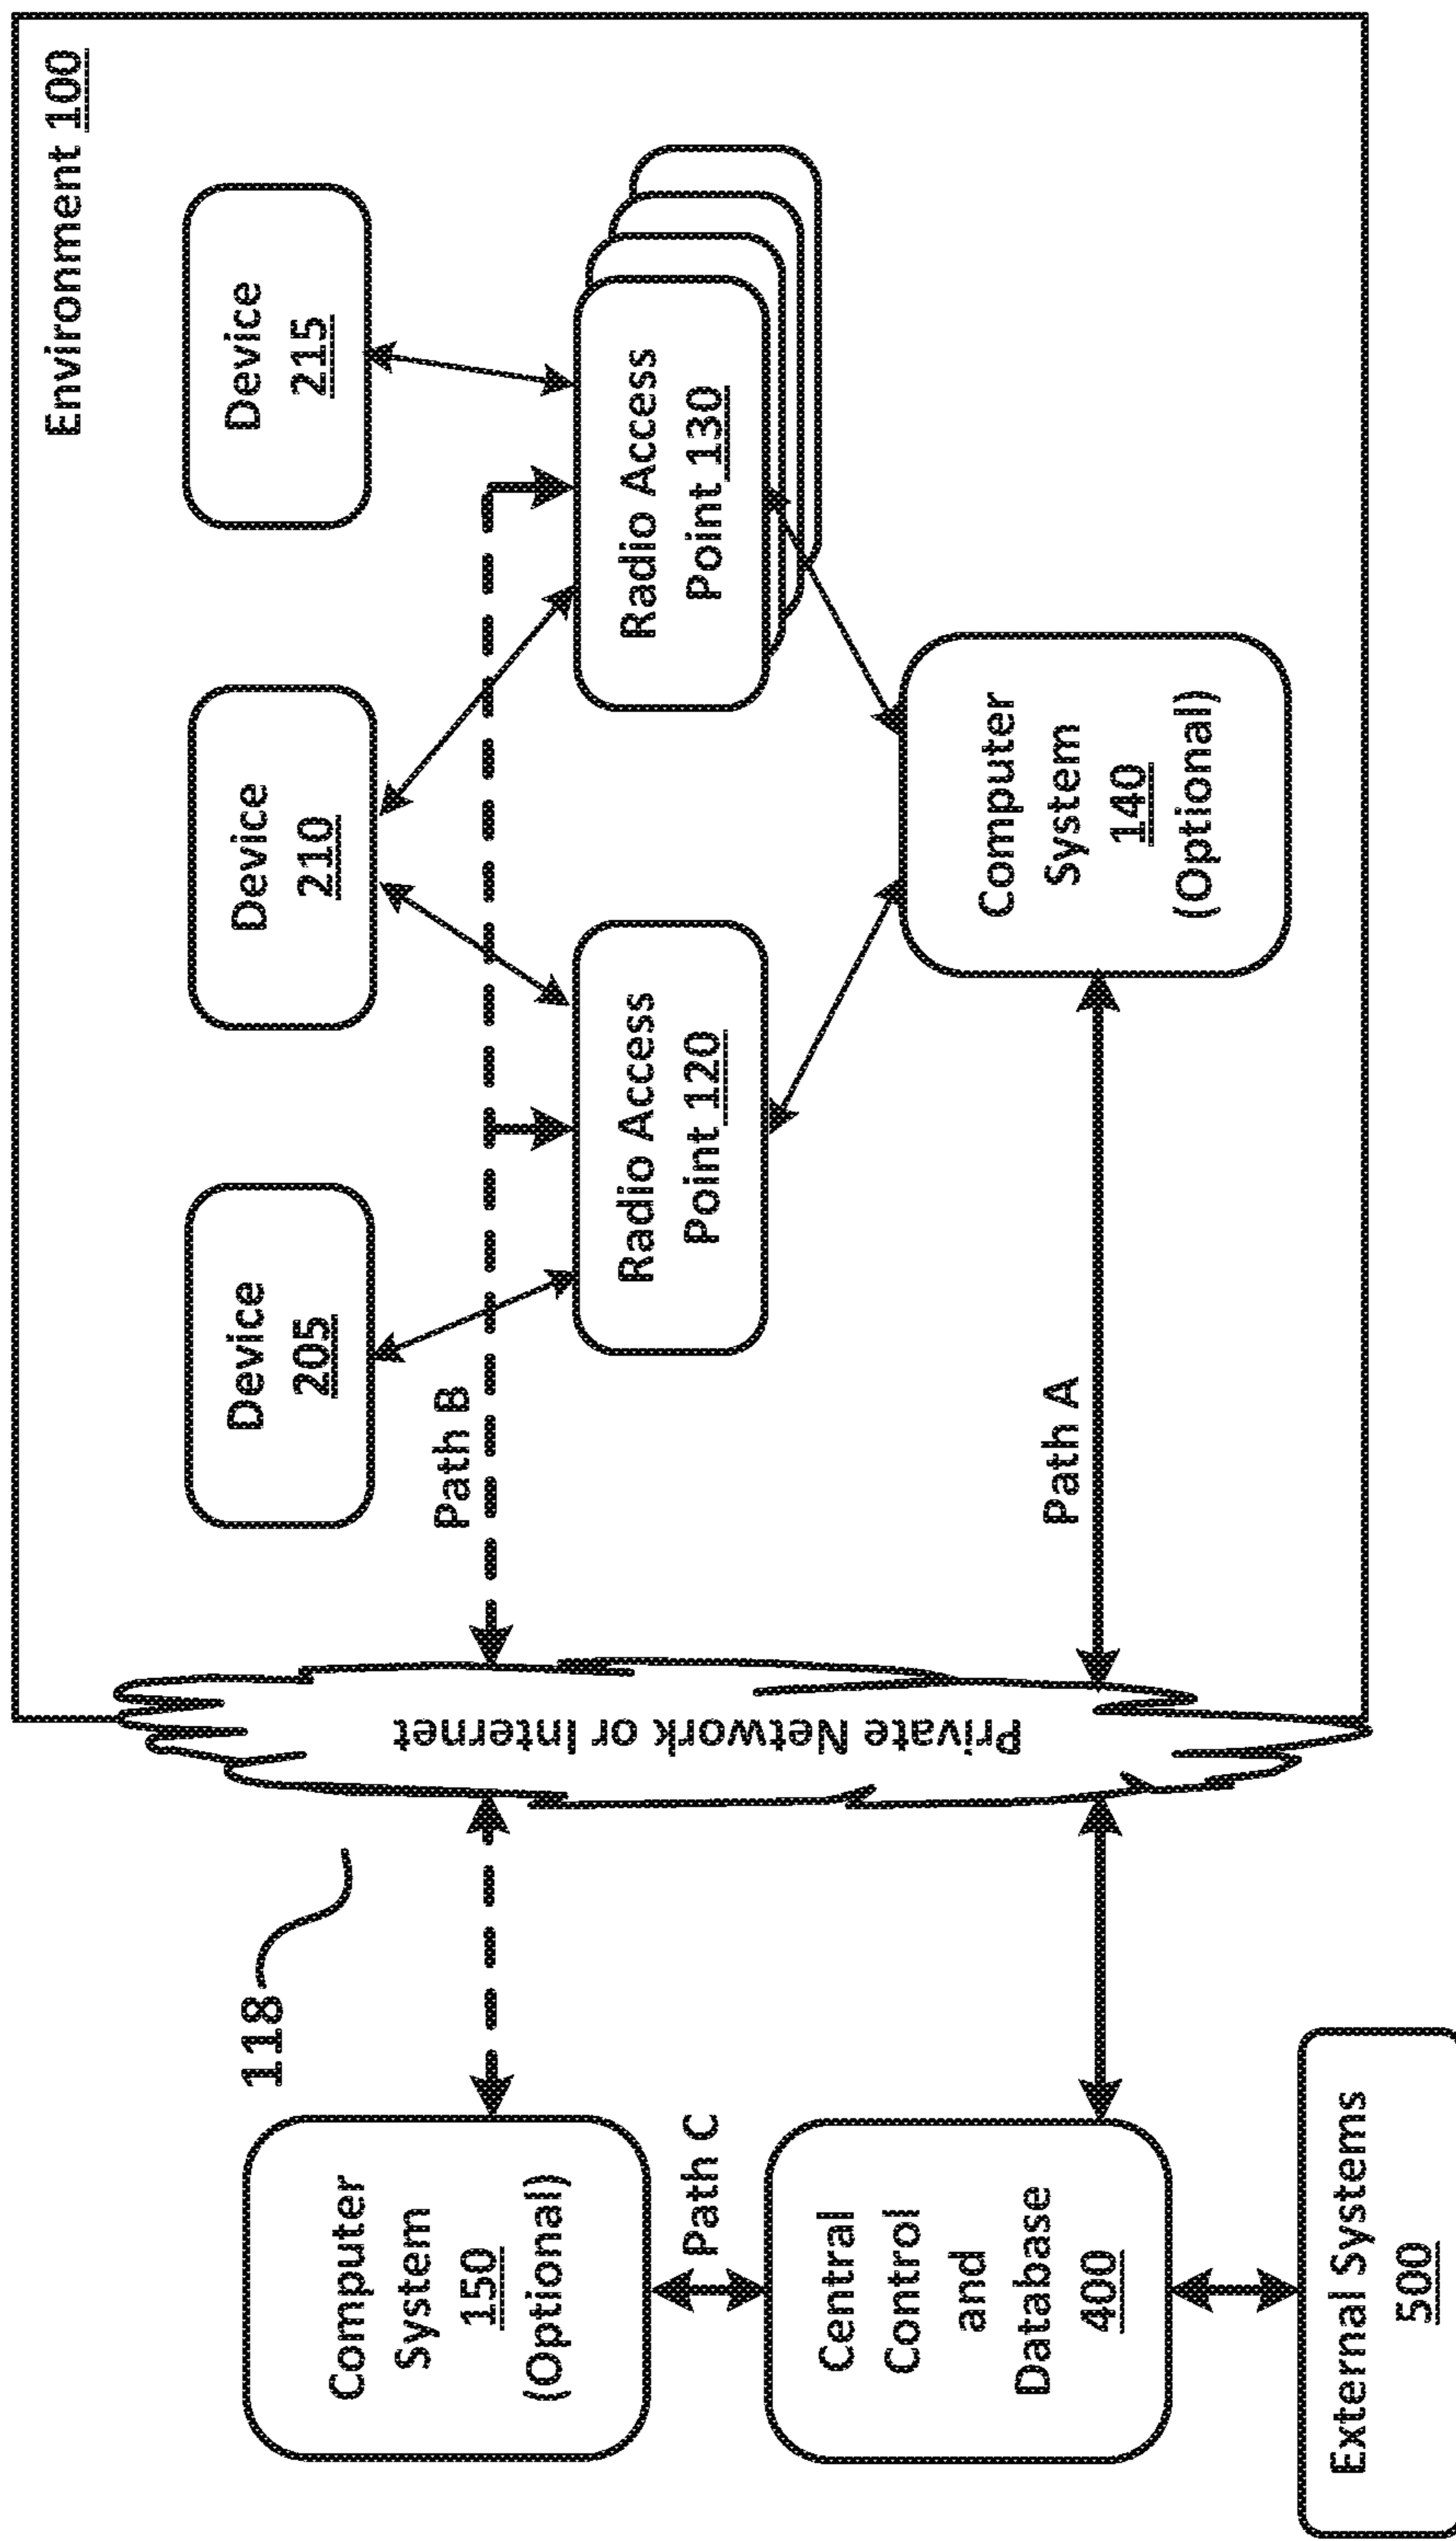 Environment 100
Device
205
Device
210
Device
215
118
Path B
Computer
System
150
(Optional)
Private Network or Internet
Radio Access
Point 120
Radio Access
Point 130
Path C
Central
Control
and
Database
400
Path A
Computer
System
140
(Optional)
External Systems
500